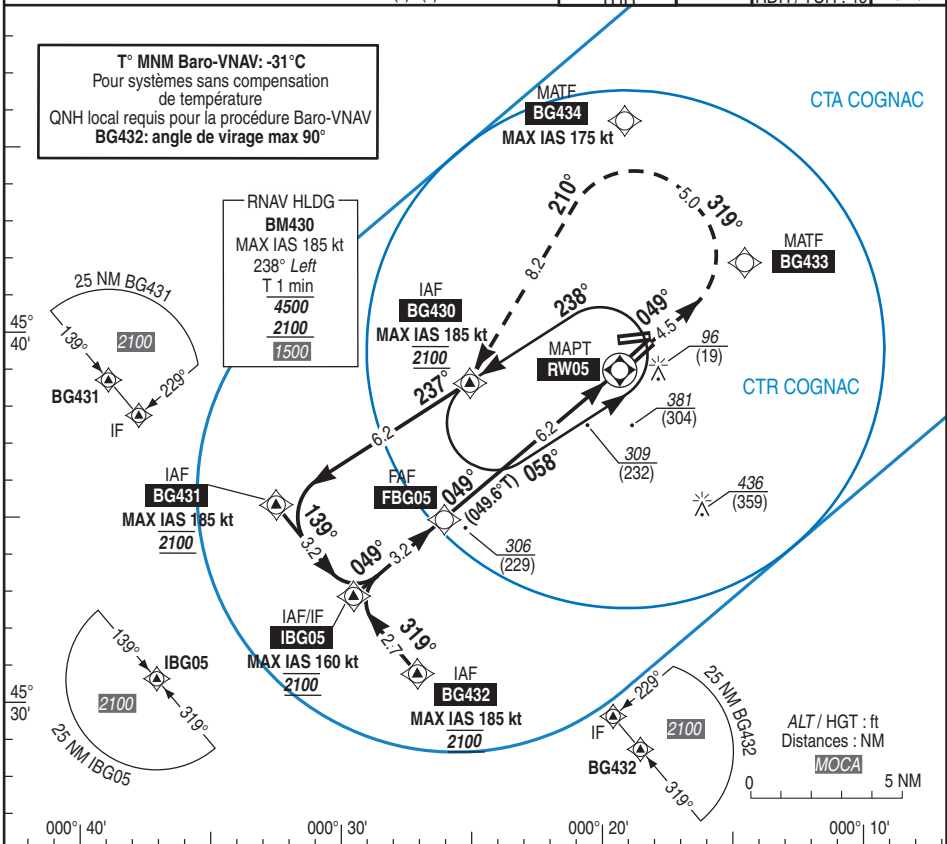 T° MNM Baro-VNAV: -31°C
Pour systèmes sans compensation
de température
QNH local requis pour la procédure Baro-VNAV
BG432: angle de virage max 90°
CTA COGNAC
MATF
BG434
MAX IAS 175 kt
RNAV HLDG
BM430
MAX IAS 185 kt
238° Left
T 1 min
4500
2100
1500
210°
5.0
319°
8.2
MATF
BG433
25 NM BG431
2100
139°
229°
BG431
IF
IAF
BG430
MAX IAS 185 kt
2100
238°
049°
4.5
MAPT
RW05
96
(19)
CTR COGNAC
237°
6.2
6.2
381
(304)
309
(232)
058°
436
(359)
FAF
FBG05
049°
(049.6°T)
306
(229)
IAF
BG431
MAX IAS 185 kt
2100
139°
3.2
049°
3.2
IAF/IF
IBG05
MAX IAS 160 kt
2100
319°
2.7
IAF
BG432
MAX IAS 185 kt
2100
139°
IBG05
2100
319°
25 NM IBG05
229°
25 NM BG432
IF
2100
BG432
319°
ALT / HGT : ft
Distances : NM
MOCA
0 5 NM
45°
40'
45°
30'
000° 40' 000° 30' 000° 20' 000° 10'